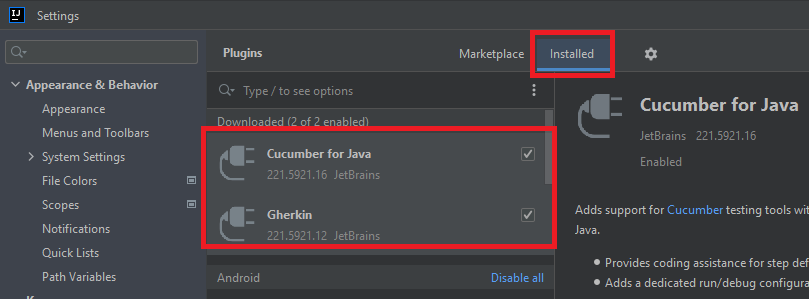 IJ
Settings
Plugins
Marketplace
Installed
Appearance & Behavior
Appearance
Menus and Toolbars
System Settings
File Colors
Scopes
Notifications
Quick Lists
Path Variables
Type / to see options
Downloaded (2 of 2 enabled)
Cucumber for Java
221.5921.16 JetBrains
Gherkin
221.5921.12 JetBrains
Android
Disable all
Cucumber for Java
JetBrains 221.5921.16
Enabled
Adds support for Cucumber testing tools wit
Java.
Provides coding assistance for step def
Adds a dedicated run/debug configura